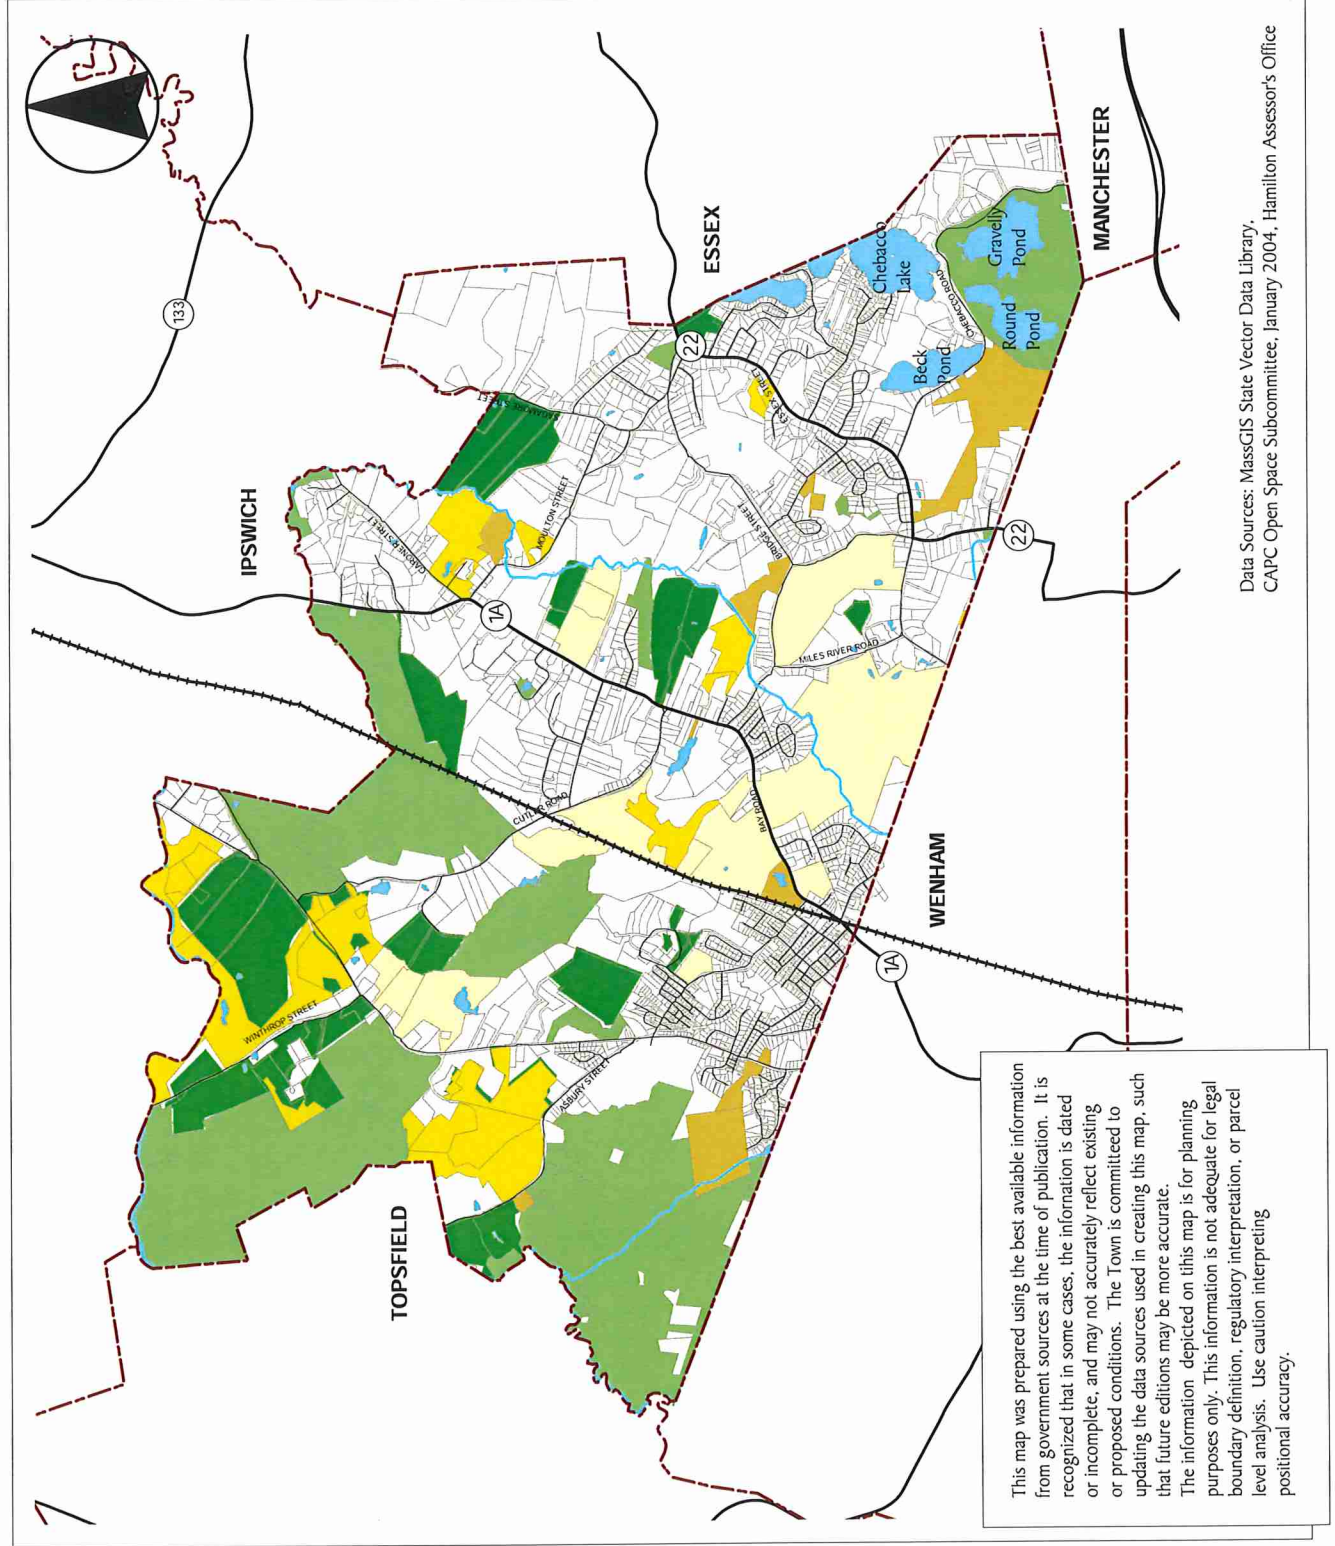 133
IPSWICH
ESSEX
MANCHESTER
TOPSFIELD
WENHAM
1A
1A
22
22
SAGAMORE STREET
GARDNER STREET
MOULTON STREET
BRIDGE STREET
ESSEX STREET
CHEBACCO ROAD
MILES RIVER ROAD
CUTLER ROAD
BAY ROAD
WINTHROP STREET
ASBURY STREET
Chebacco
Lake
Gravelly
Pond
Round
Pond
Beck
Pond
This map was prepared using the best available information
from government sources at the time of publication. It is
recognized that in some cases, the information is dated
or incomplete, and may not accurately reflect existing
or proposed conditions. The Town is committeed to
updating the data sources used in creating this map, such
that future editions may be more accurate.
The information depicted on this map is for planning
purposes only. This information is not adequate for legal
boundary definition, regulatory interpretation, or parcel
level analysis. Use caution interpreting
positional accuracy.
Data Sources: MassGIS State Vector Data Library,
CAPC Open Space Subcommittee, January 2004, Hamilton Assessor's Office